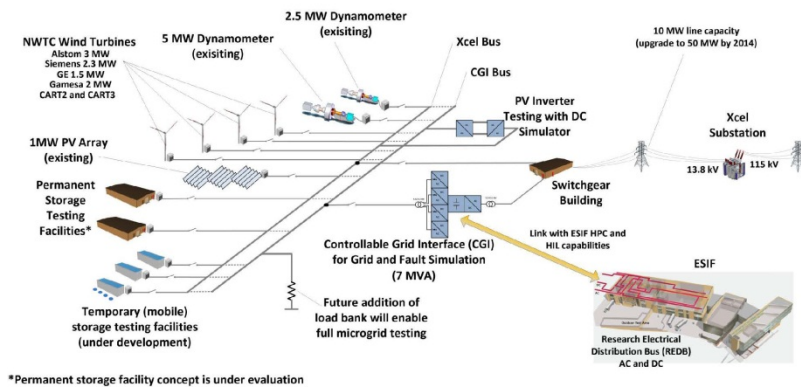 NWTC Wind Turbines
Alstom 3 MW
Siemens 2.3 MW
GE 1.5 MW
Gamesa 2 MW
CART2 and CART3
2.5 MW Dynamometer
(exisiting)
5 MW Dynamometer
(exisiting)
Xcel Bus
CGI Bus
10 MW line capacity
(upgrade to 50 MW by 2014)
PV Inverter
Testing with DC
Simulator
Xcel
Substation
1MW PV Array
(existing)
13.8 kV
115 kV
Permanent
Storage
Testing
Facilities*
Switchgear
Building
Controllable Grid Interface (CGI)
for Grid and Fault Simulation
(7 MVA)
Link with ESIF HPC and
HIL capabilities
ESIF
Temporary (mobile)
storage testing facilities
(under development)
Future addition of
load bank will enable
full microgrid testing
Research Electrical
Distribution Bus (REDB)
AC and DC
*Permanent storage facility concept is under evaluation